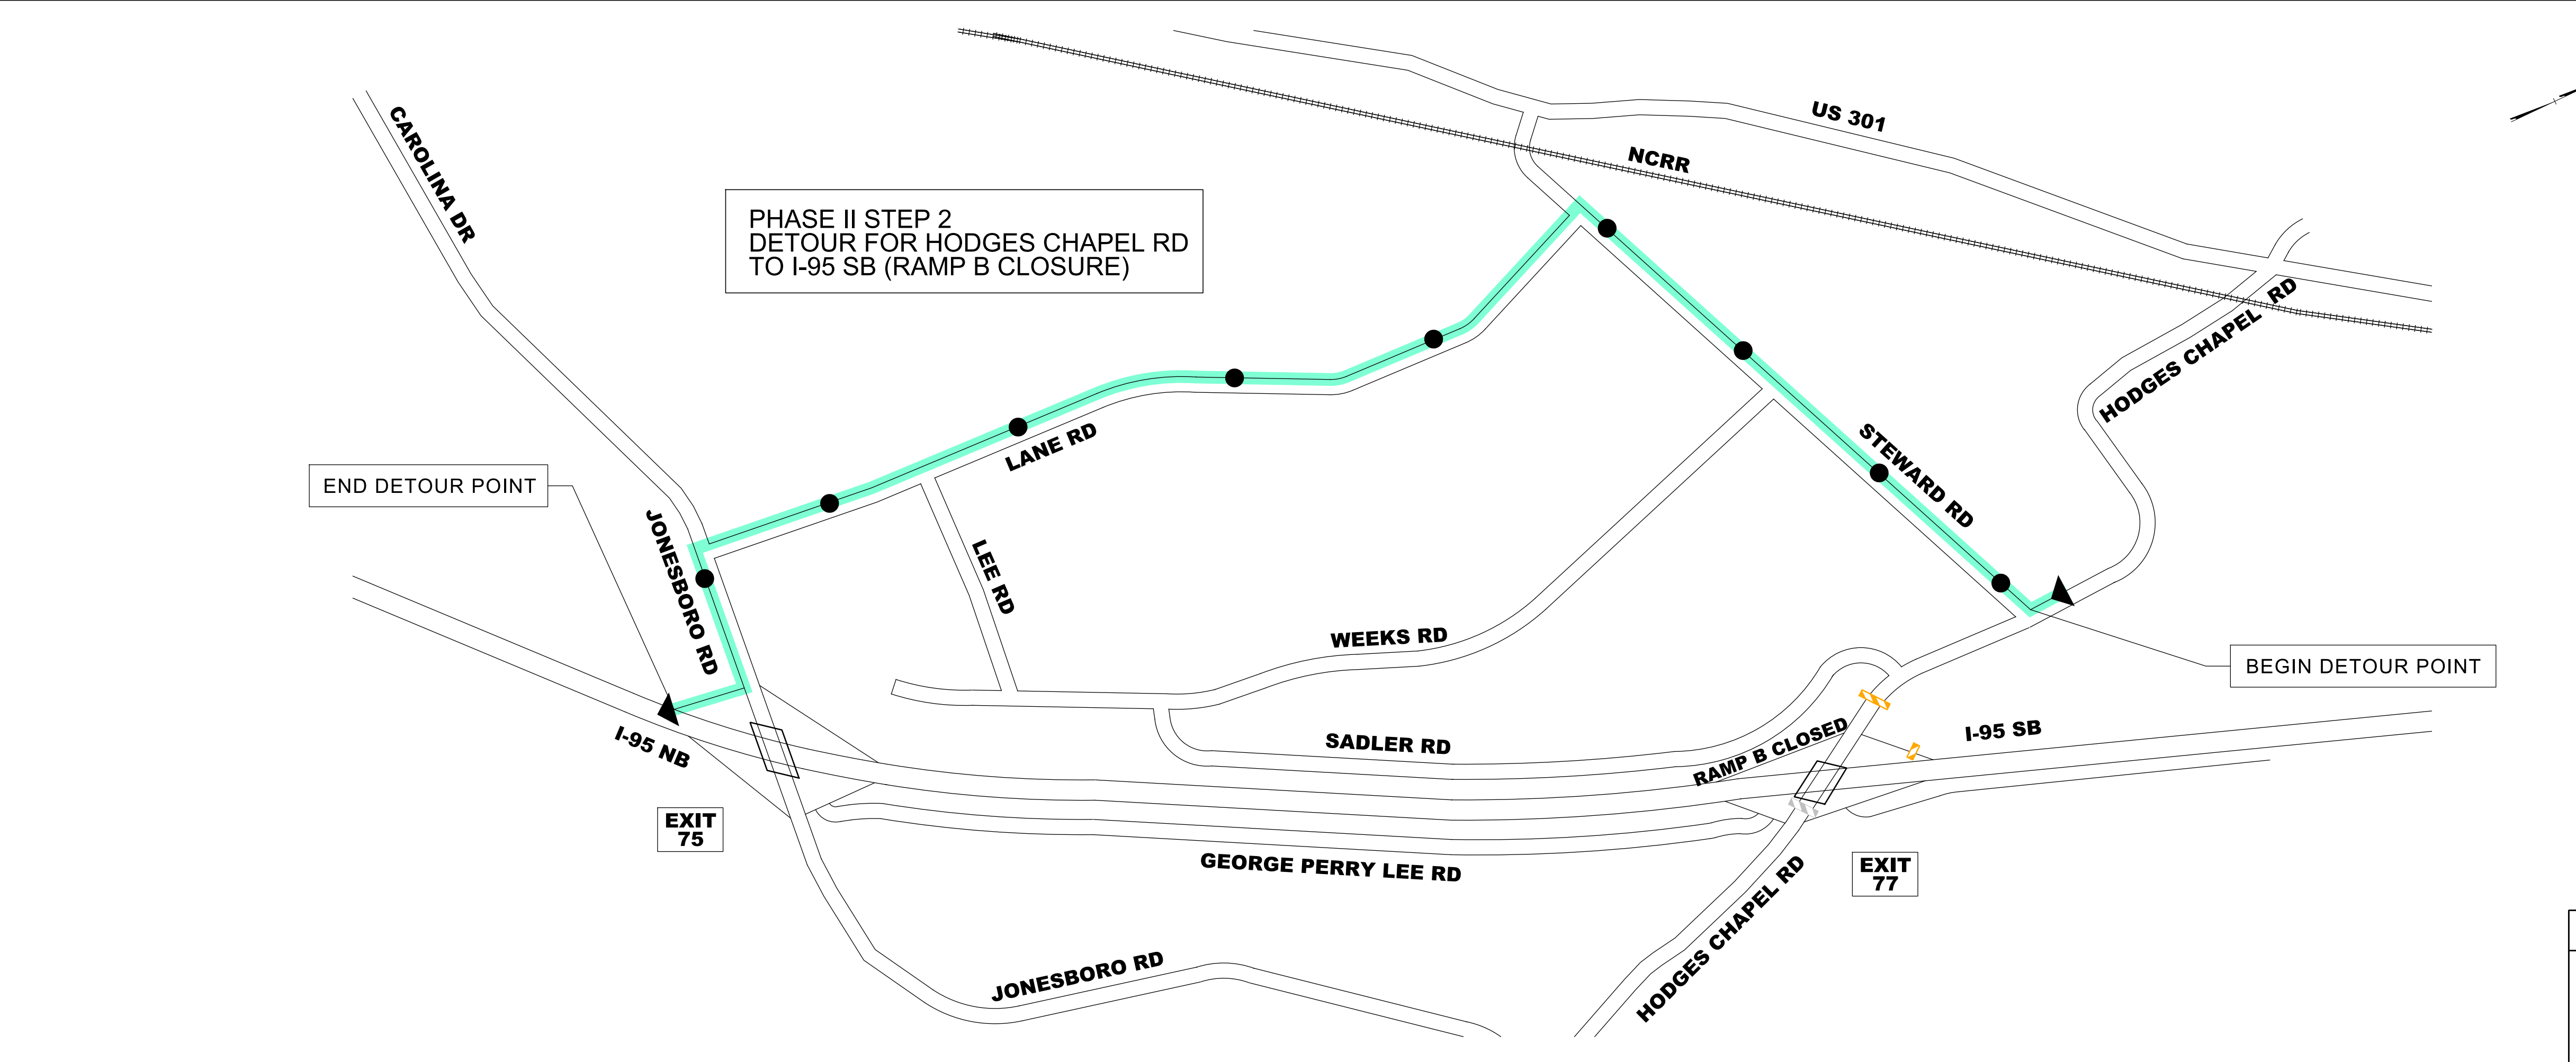 US 301
NCRR
CAROLINA DR
PHASE II STEP 2
DETOUR FOR HODGES CHAPEL RD
TO I-95 SB (RAMP B CLOSURE)
HODGES CHAPEL RD
LANE RD
STEWARD RD
END DETOUR POINT
JONESBORO RD
LEE RD
WEEKS RD
BEGIN DETOUR POINT
I-95 NB
SADLER RD
RAMP B CLOSED
I-95 SB
EXIT
75
GEORGE PERRY LEE RD
EXIT
77
HODGES CHAPEL RD
JONESBORO RD